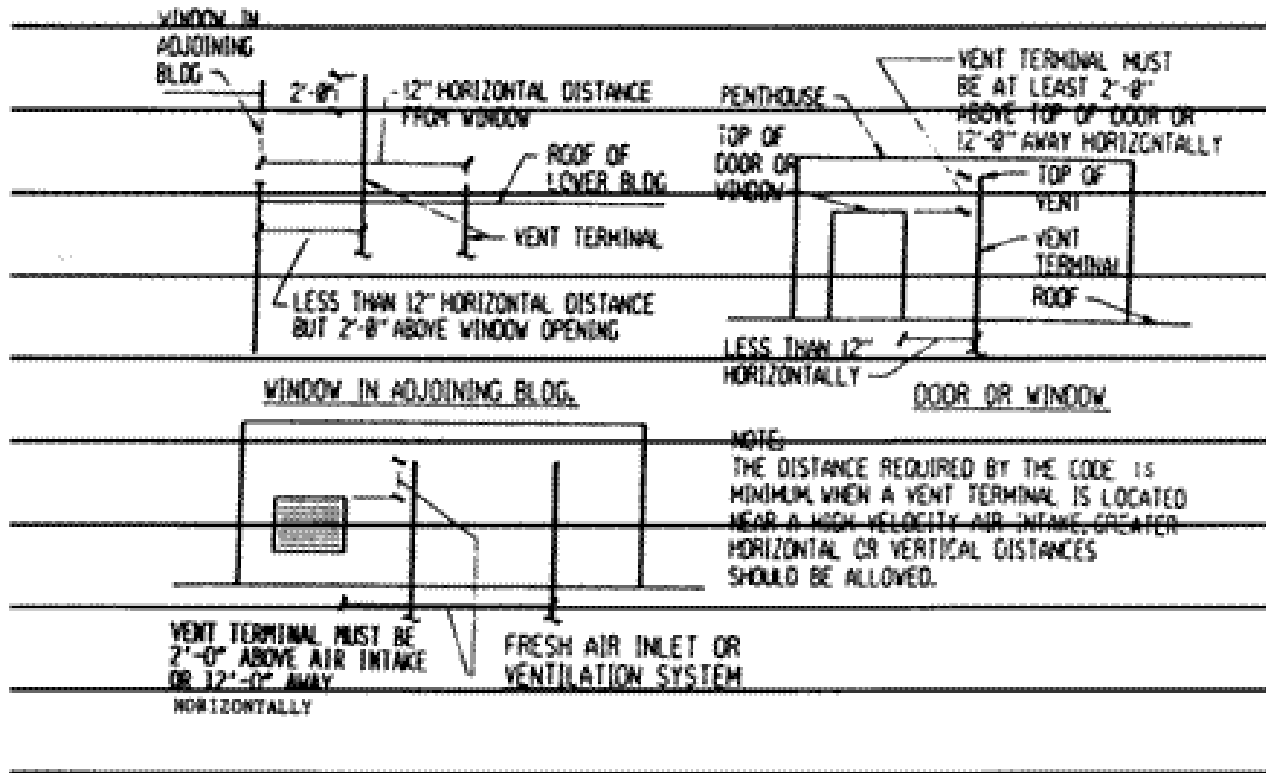 WINDOW IN
ADJOINING
BLDG
2'-0"
12" HORIZONTAL DISTANCE
FROM WINDOW
ROOF OF
LOWER BLDG
VENT TERMINAL
LESS THAN 12" HORIZONTAL DISTANCE
BUT 2'-0" ABOVE WINDOW OPENING
WINDOW IN ADJOINING BLDG.
PENTHOUSE
TOP OF
DOOR OR
WINDOW
VENT TERMINAL MUST
BE AT LEAST 2'-0"
ABOVE TOP OF DOOR OR
12'-0" AWAY HORIZONTALLY
TOP OF
VENT
VENT
TERMINAL
ROOF
LESS THAN 12"
HORIZONTALLY
DOOR OR WINDOW
VENT TERMINAL MUST BE
2'-0" ABOVE AIR INTAKE
OR 12'-0" AWAY
HORIZONTALLY
FRESH AIR INLET OR
VENTILATION SYSTEM
NOTE:
THE DISTANCE REQUIRED BY THE CODE IS
MINIMUM. WHEN A VENT TERMINAL IS LOCATED
NEAR A HIGH VELOCITY AIR INTAKE, GREATER
HORIZONTAL OR VERTICAL DISTANCES
SHOULD BE ALLOWED.